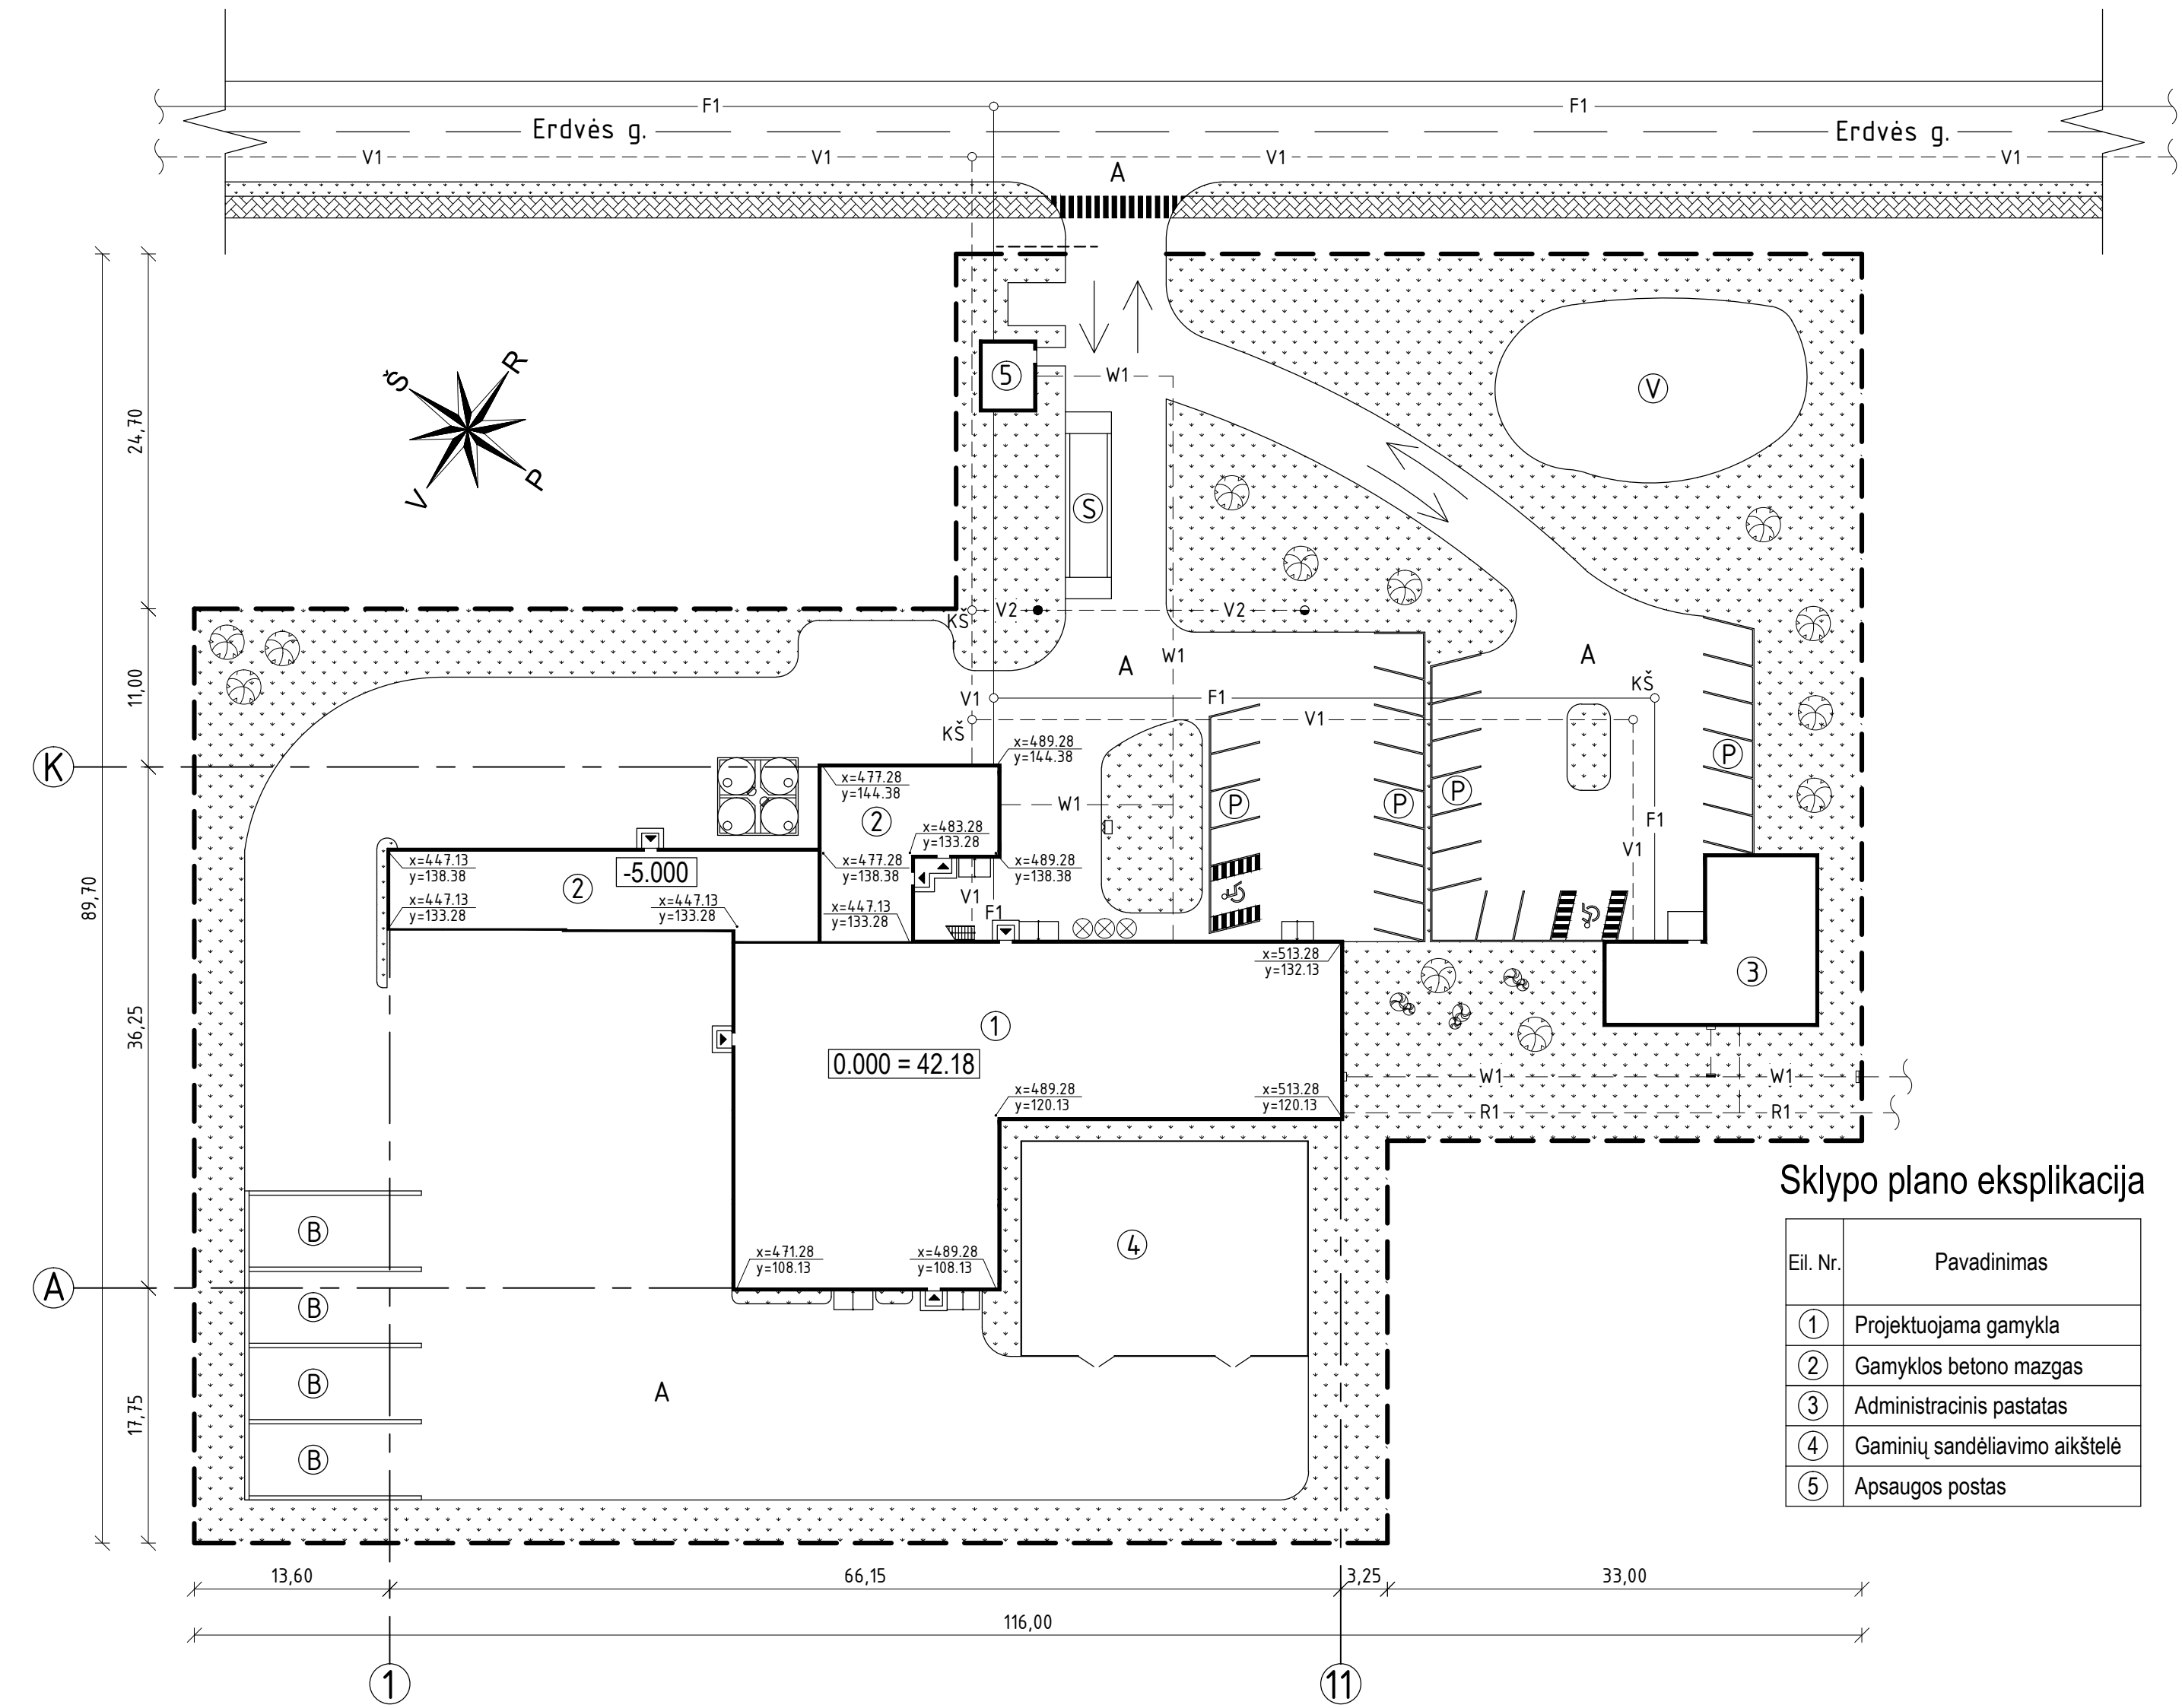 F1 F1
Erdvės g. Erdvės g.
V1 V1 V1 V1
A
Š R
V P
5
W1
V
S
KŠ V2 V2
W1
A A
V1 F1 KŠ
KŠ V1
24,70
11,00
36,25
17,75
89,70
K
A
x=489.28
y=144.38
x=477.28
y=144.38
2
W1
P P P P
x=483.28
y=133.28
F1
V1
x=447.13
y=138.38
-5.000
x=477.28
y=138.38
x=489.28
y=138.38
2
V1
F1
x=447.13
y=133.28
x=447.13
y=133.28
x=447.13
y=133.28
x=513.28
y=132.13
3
1
0.000 = 42.18
W1 W1
R1 R1
x=489.28
y=120.13
x=513.28
y=120.13
B
B
B
B
4
x=471.28
y=108.13
x=489.28
y=108.13
A
Sklypo plano eksplikacija
Eil. Nr. Pavadinimas
1 Projektuojama gamykla
2 Gamyklos betono mazgas
3 Administracinis pastatas
4 Gaminių sandėliavimo aikštelė
5 Apsaugos postas
13,60 66,15 3,25 33,00
116,00
1 11